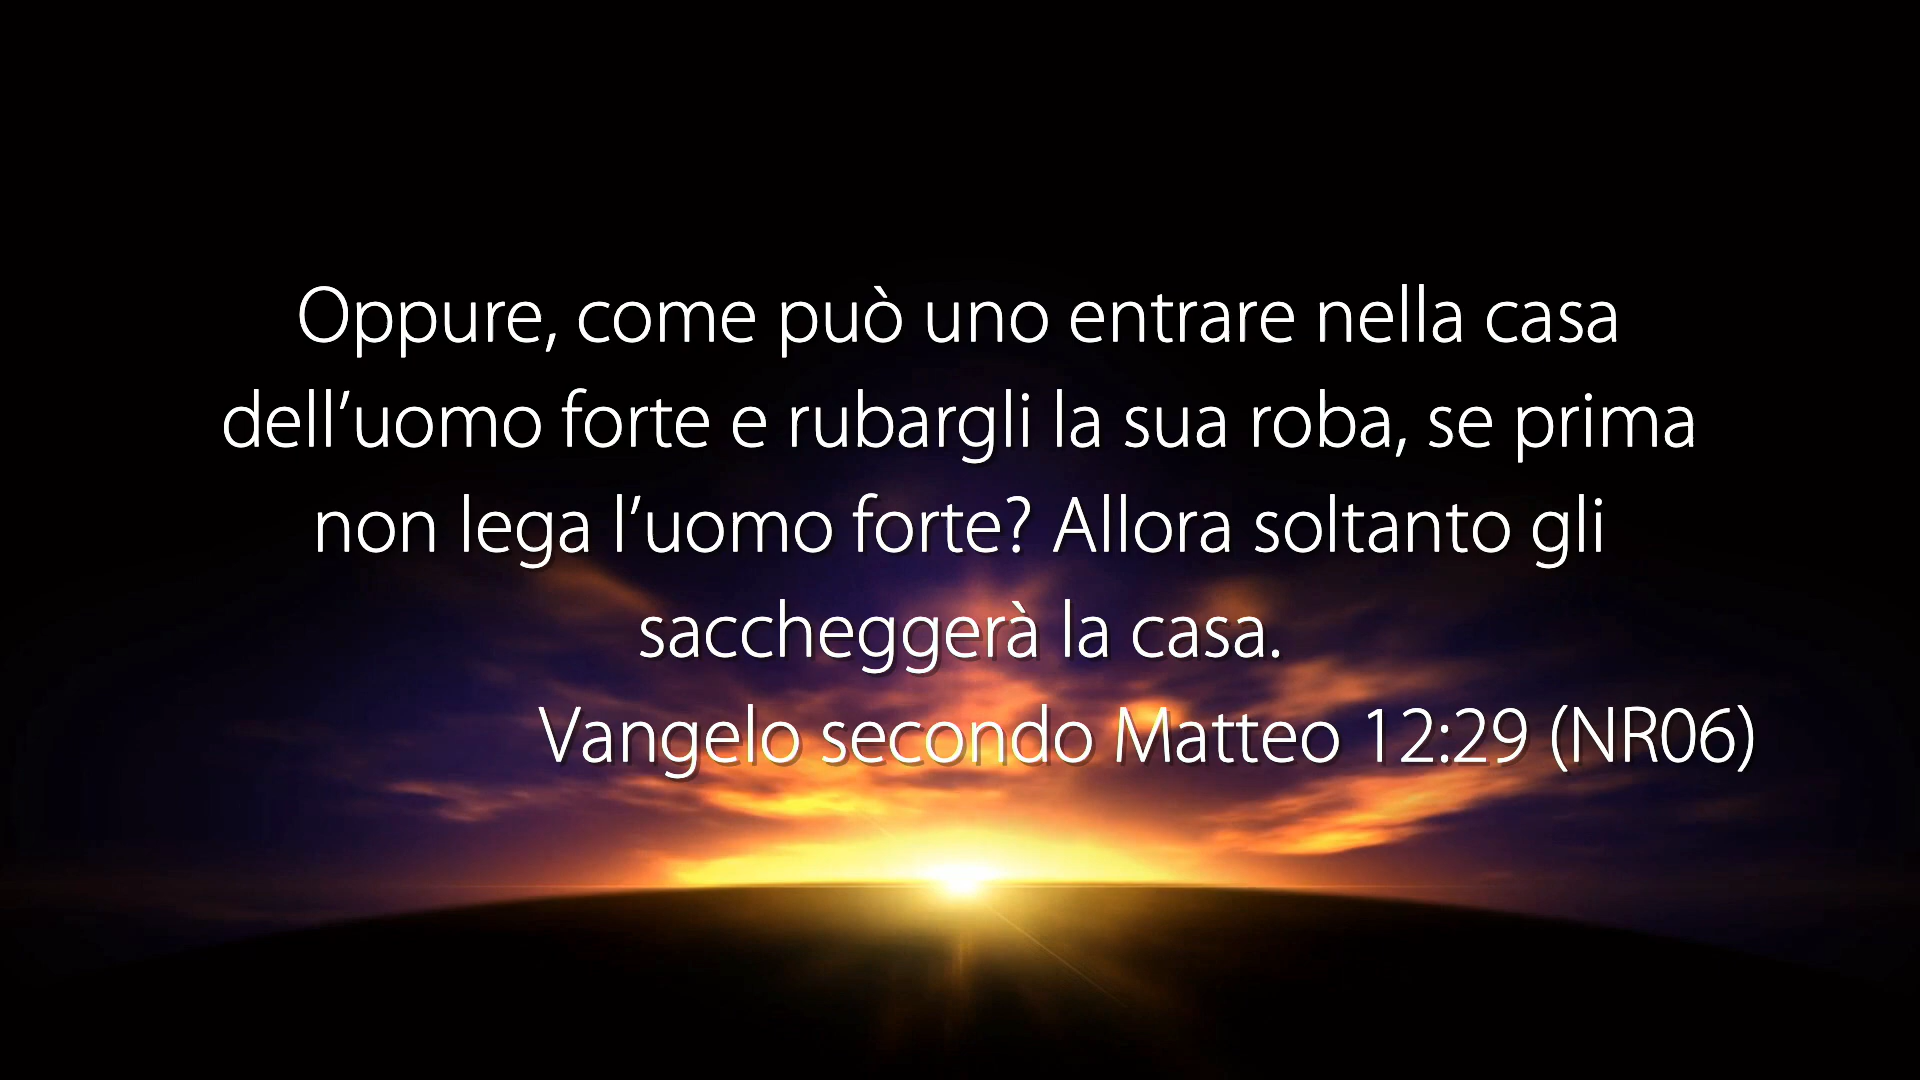 Oppure, come può uno entrare nella casa
dell’uomo forte e rubargli la sua roba, se prima
non lega l’uomo forte? Allora soltanto gli
saccheggerà la casa.
Vangelo secondo Matteo 12:29 (NR06)